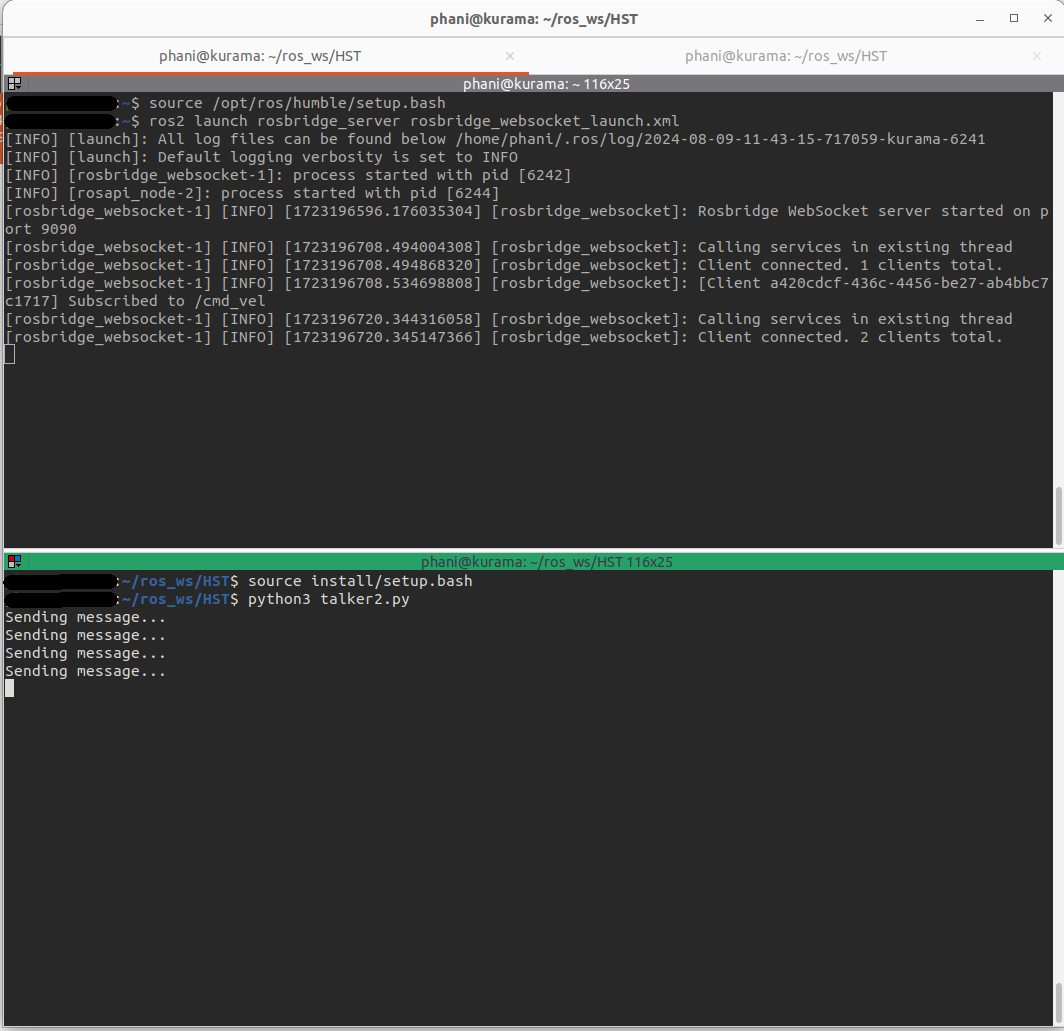 phani@kurama: ~/ros_ws/HST
phani@kurama: ~/ros_ws/HST × phani@kurama: ~/ros_ws/HST ×
phani@kurama: ~ 116x25
:~$ source /opt/ros/humble/setup.bash
:~$ ros2 launch rosbridge_server rosbridge_websocket_launch.xml
[INFO] [launch]: All log files can be found below /home/phani/.ros/log/2024-08-09-11-43-15-717059-kurama-6241
[INFO] [launch]: Default logging verbosity is set to INFO
[INFO] [rosbridge_websocket-1]: process started with pid [6242]
[INFO] [rosapi_node-2]: process started with pid [6244]
[rosbridge_websocket-1] [INFO] [1723196596.176035304] [rosbridge_websocket]: Rosbridge WebSocket server started on p
ort 9090
[rosbridge_websocket-1] [INFO] [1723196708.494004308] [rosbridge_websocket]: Calling services in existing thread
[rosbridge_websocket-1] [INFO] [1723196708.494868320] [rosbridge_websocket]: Client connected. 1 clients total.
[rosbridge_websocket-1] [INFO] [1723196708.534698808] [rosbridge_websocket]: [Client a420cdcf-436c-4456-be27-ab4bbc7
c1717] Subscribed to /cmd_vel
[rosbridge_websocket-1] [INFO] [1723196720.344316058] [rosbridge_websocket]: Calling services in existing thread
[rosbridge_websocket-1] [INFO] [1723196720.345147366] [rosbridge_websocket]: Client connected. 2 clients total.
phani@kurama: ~/ros_ws/HST 116x25
:~/ros_ws/HST$ source install/setup.bash
:~/ros_ws/HST$ python3 talker2.py
Sending message...
Sending message...
Sending message...
Sending message...